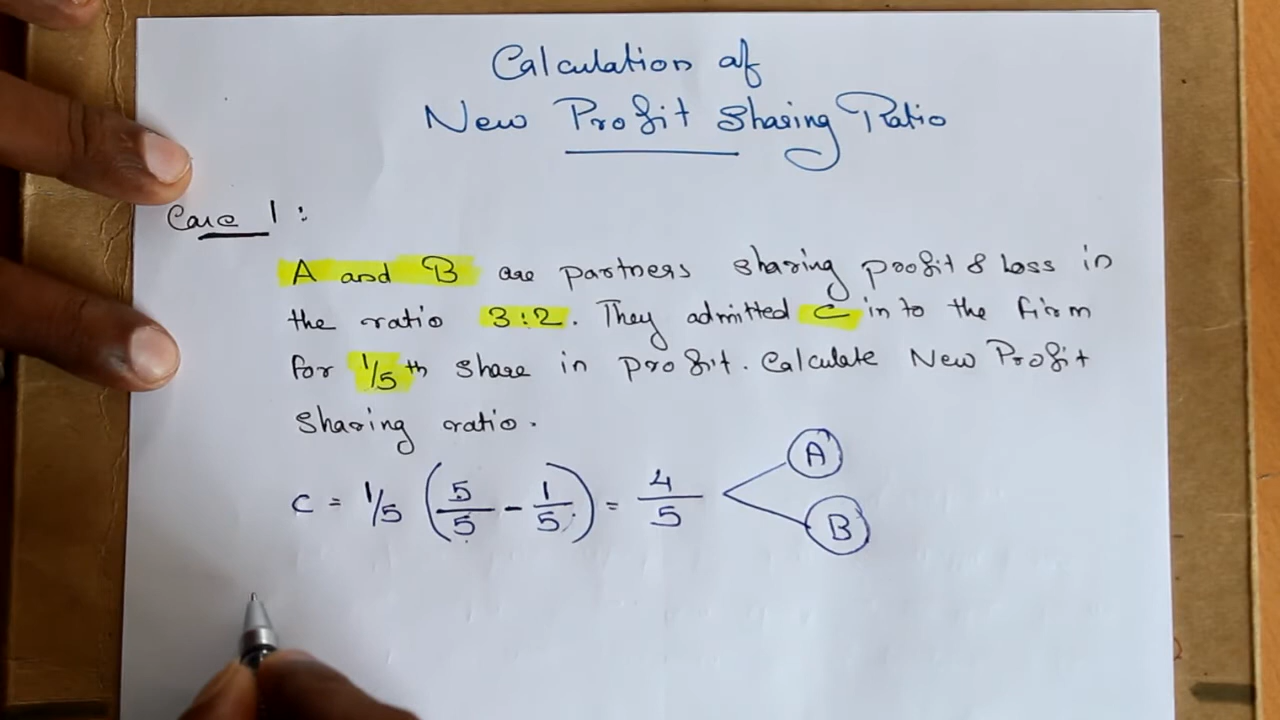 Calculation of
New Profit Sharing Ratio
Case 1 :
A and B are partners sharing profit & loss in
the ratio 3:2. They admitted C in to the firm
for 1/5th share in profit. Calculate New Profit
Sharing ratio.
C = 1/5 (5/5 - 1/5) = 4/5 A
B